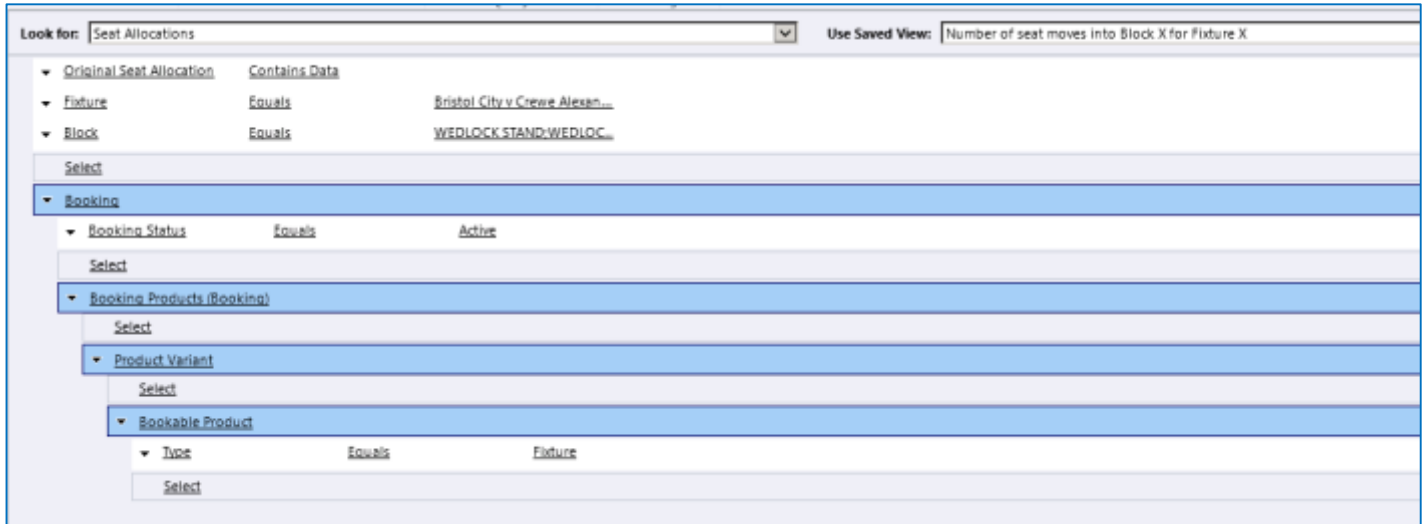 Look for: Seat Allocations Use Saved View: Number of seat moves into Block X for Fixture X
Original Seat Allocation Contains Data
Fixture Equals Bristol City v Crewe Alexan...
Block Equals WEDLOCK STAND;WEDLOC...
Select
Booking
Booking Status Equals Active
Select
Booking Products (Booking)
Select
Product Variant
Select
Bookable Product
Type Equals Fixture
Select